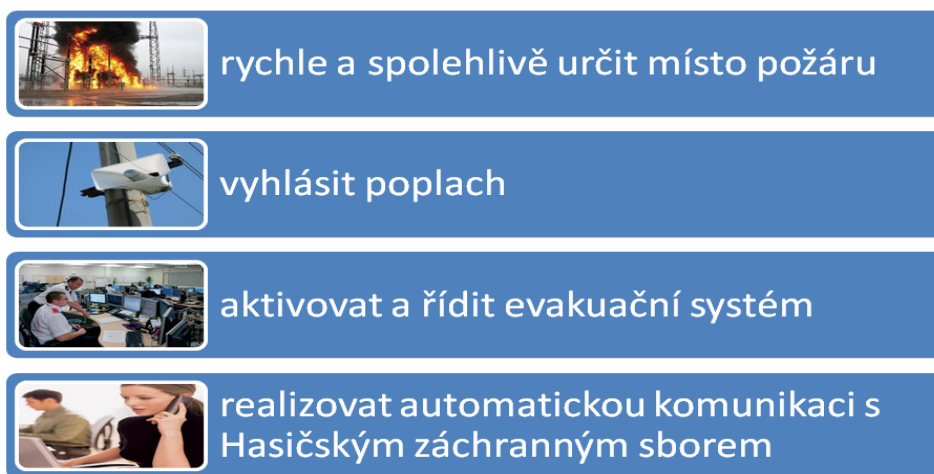 rychle a spolehlivě určit místo požáru
vyhlásit poplach
aktivovat a řídit evakuační systém
realizovat automatickou komunikaci s
Hasičským záchranným sborem